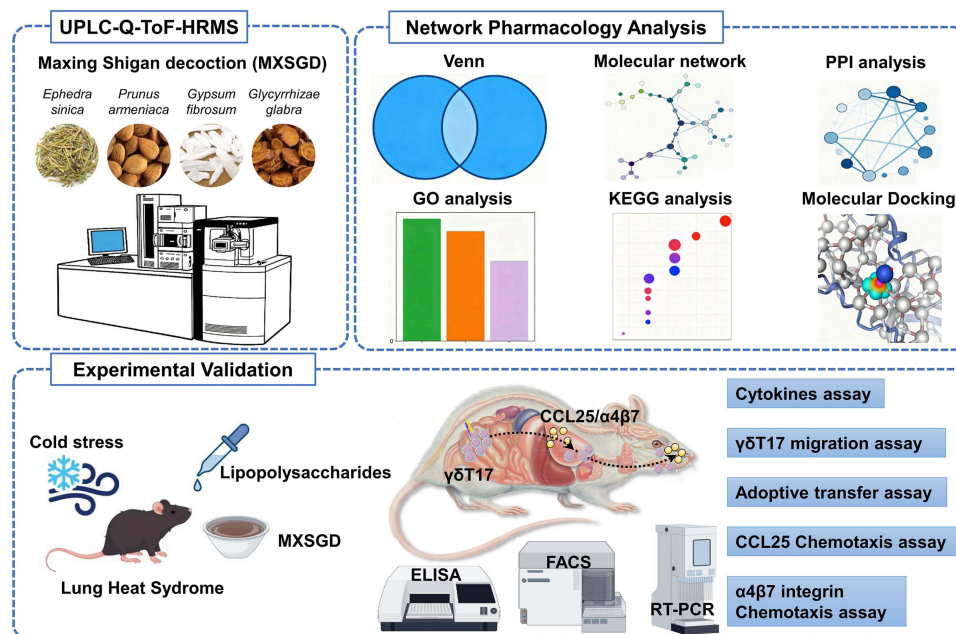 UPLC-Q-ToF-HRMS
Maxing Shigan decoction (MXSGD)
Ephedra
sinica
Prunus
armeniaca
Gypsum
fibrosum
Glycyrrhizae
glabra
Network Pharmacology Analysis
Venn
Molecular network
PPI analysis
GO analysis
0
KEGG analysis
Molecular Docking
Experimental Validation
Cold stress
Lipopolysaccharides
MXSGD
Lung Heat Sydrome
CCL25/α4β7
γδT17
ELISA
FACS
RT-PCR
Cytokines assay
γδT17 migration assay
Adoptive transfer assay
CCL25 Chemotaxis assay
α4β7 integrin
Chemotaxis assay